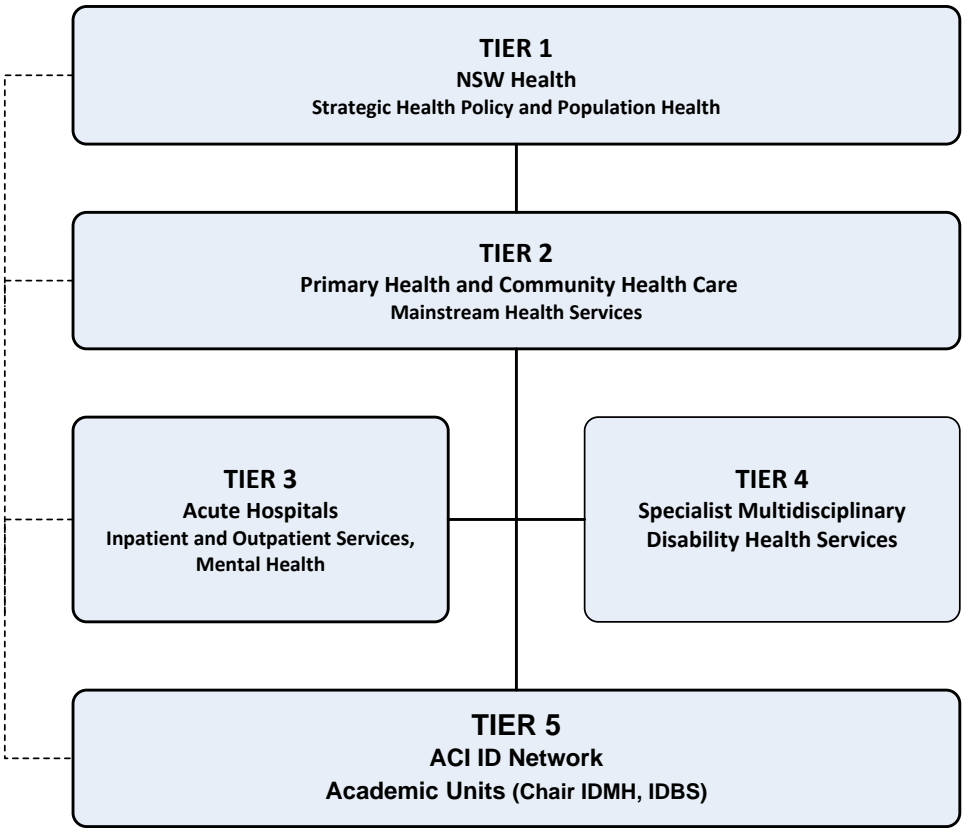 TIER 1
NSW Health
Strategic Health Policy and Population Health
TIER 2
Primary Health and Community Health Care
Mainstream Health Services
TIER 3
Acute Hospitals
Inpatient and Outpatient Services,
Mental Health
TIER 4
Specialist Multidisciplinary
Disability Health Services
TIER 5
ACI ID Network
Academic Units (Chair IDMH, IDBS)